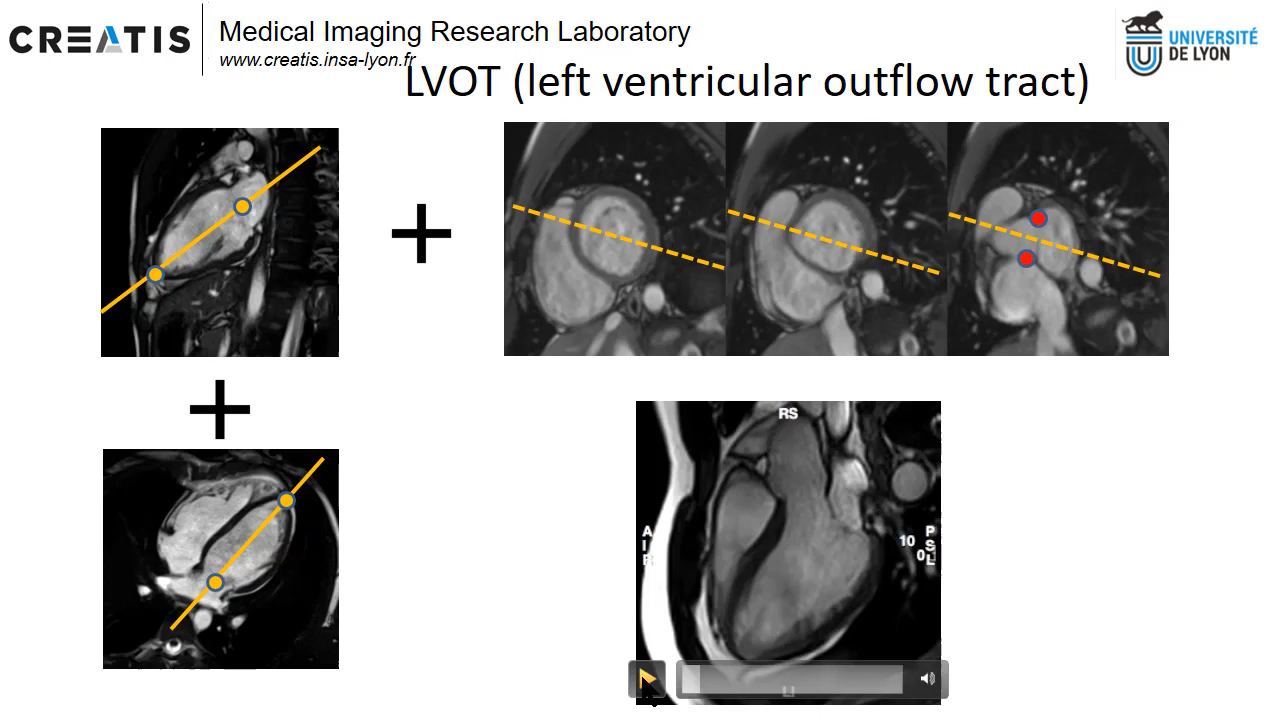 CREATIS
Medical Imaging Research Laboratory
www.creatis.insa-lyon.fr
UNIVERSITÉ
DE LYON
LVOT (left ventricular outflow tract)
RS
A
I
P
S
L
10
0